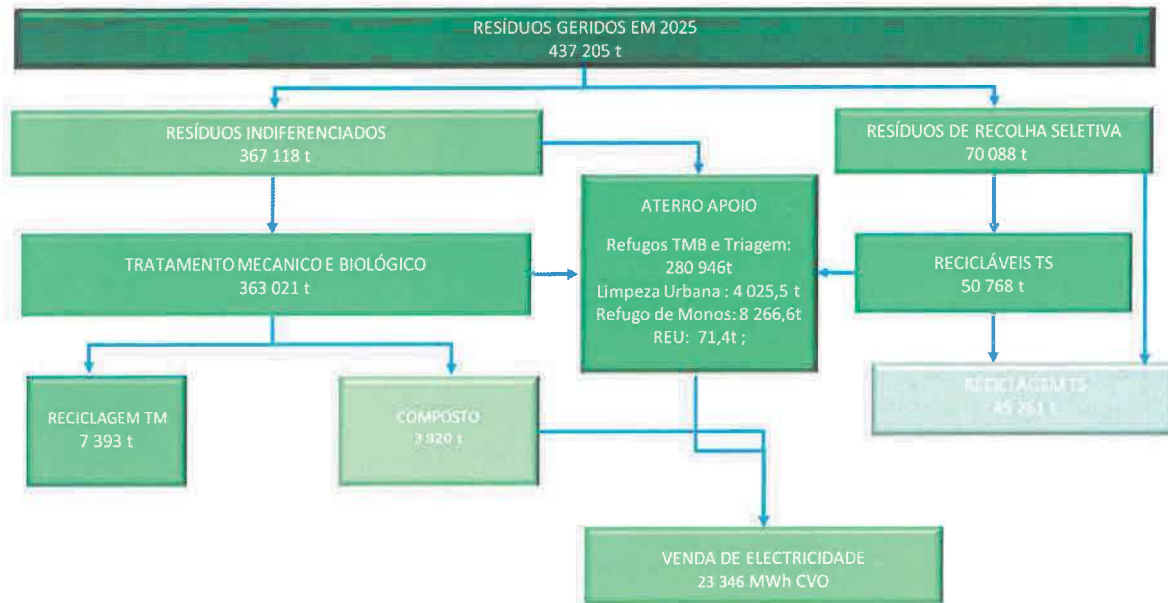 RESÍDUOS GERIDOS EM 2025
437 205 t
RESÍDUOS INDIFERENCIADOS
367 118 t
RESÍDUOS DE RECOLHA SELETIVA
70 088 t
ATERRO APOIO
Refugos TMB e Triagem:
280 946t
Limpeza Urbana : 4 025,5 t
Refugo de Monos: 8 266,6t
REU: 71,4t ;
TRATAMENTO MECANICO E BIOLÓGICO
363 021 t
RECICLÁVEIS TS
50 768 t
RECICLAGEM TM
7 393 t
COMPOSTO
3 920 t
RECICLAGEM TS
VENDA DE ELECTRICIDADE
23 346 MWh CVO